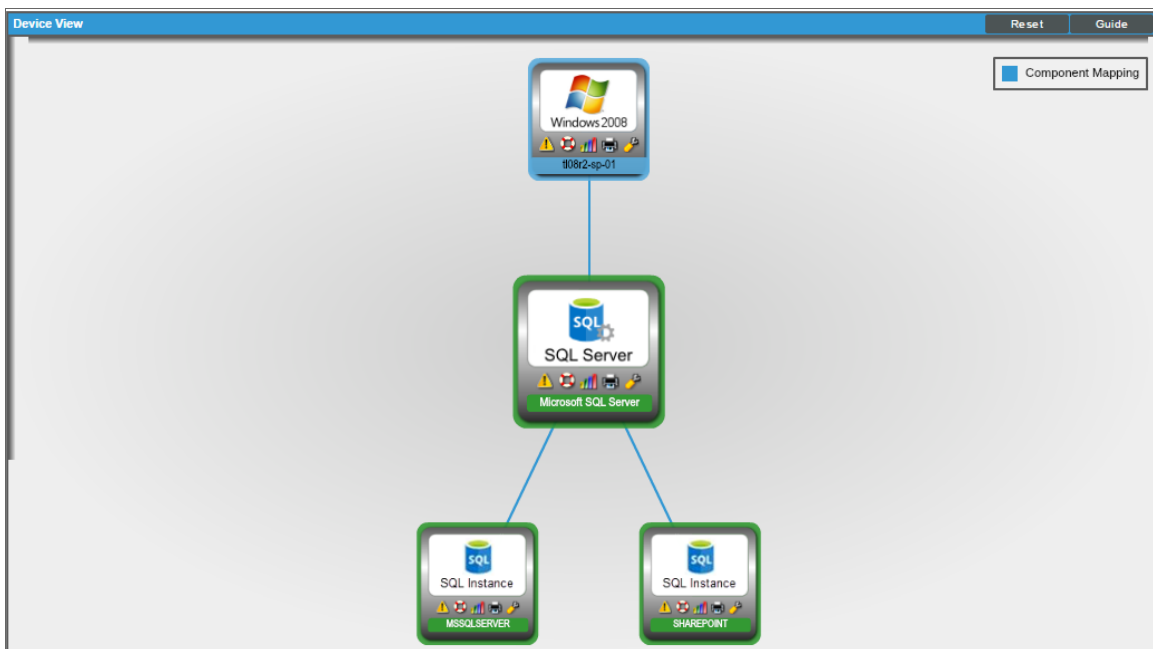 Device View
Reset
Guide
Component Mapping
Windows 2008
tl08r2-sp-01
SQL
SQL Server
Microsoft SQL Server
SQL
SQL Instance
MSSQLSERVER
SQL
SQL Instance
SHAREPOINT